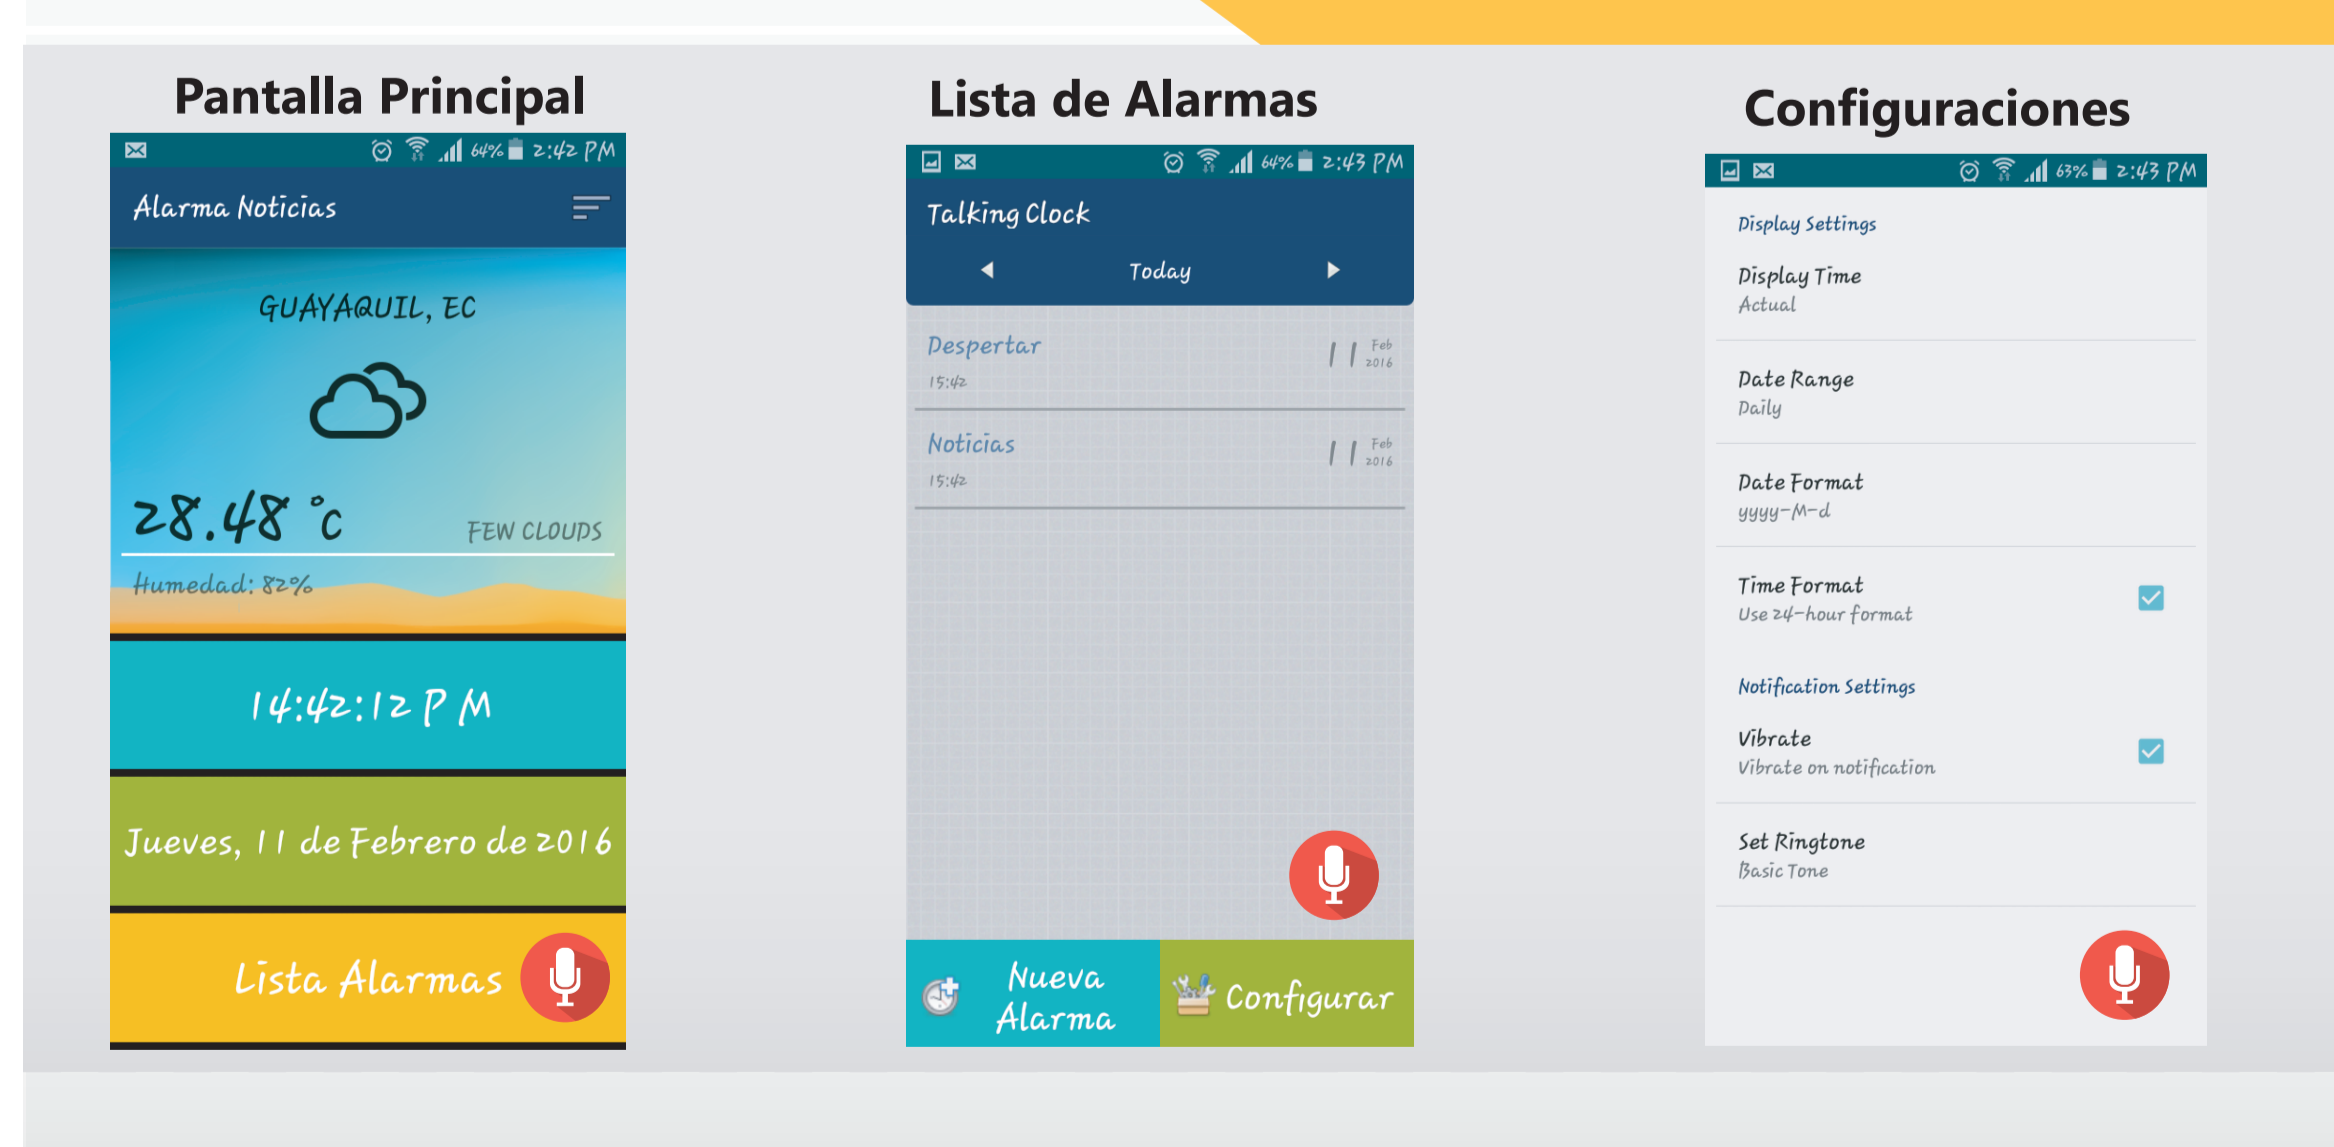 Pantalla Principal
64% 2:42 PM
Alarma Noticias
GUAYAQUIL, EC
28.48 °C
FEW CLOUDS
Humedad: 82%
14:42:12 PM
Jueves, 11 de Febrero de 2016
Lista Alarmas
Lista de Alarmas
64% 2:43 PM
Talking Clock
Today
Despertar
11 Feb 2016
15:42
Noticias
11 Feb 2016
15:42
Nueva
Alarma
Configurar
Configuraciones
63% 2:43 PM
Display Settings
Display Time
Actual
Date Range
Daily
Date Format
yyyy-M-d
Time Format
Use 24-hour format
Notification Settings
Vibrate
Vibrate on notification
Set Ringtone
Basic Tone